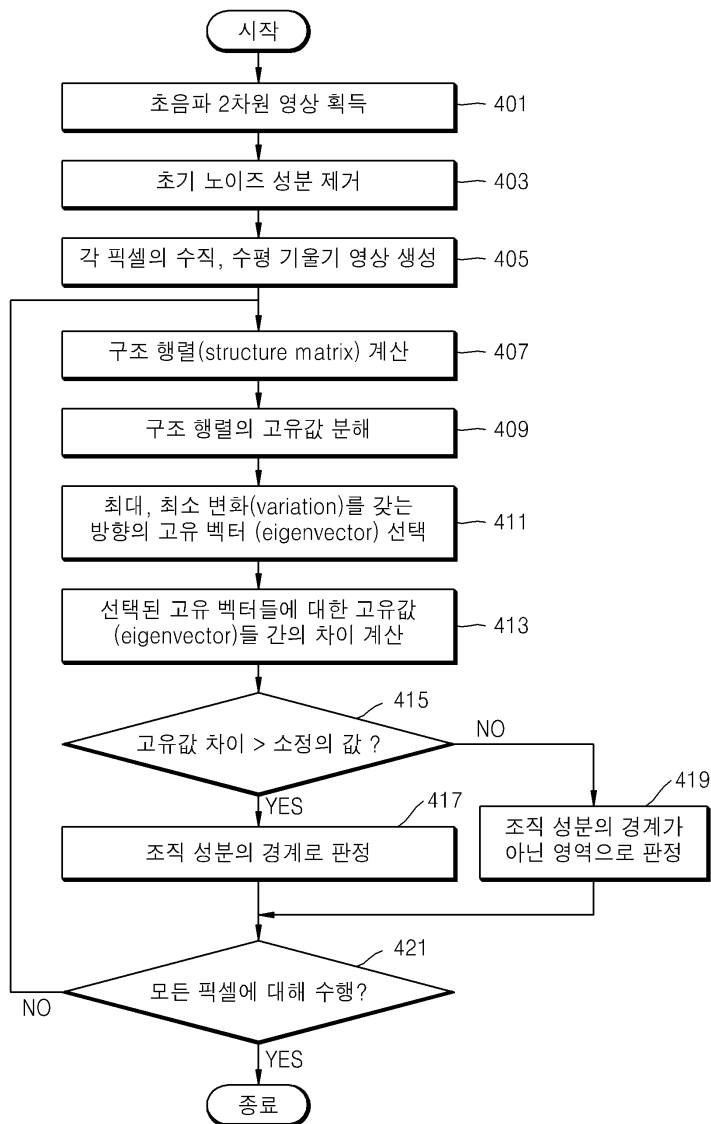 시작
초음파 2차원 영상 획득
401
초기 노이즈 성분 제거
403
각 픽셀의 수직, 수평 기울기 영상 생성
405
구조 행렬(structure matrix) 계산
407
구조 행렬의 고유값 분해
409
최대, 최소 변화(variation)를 갖는
방향의 고유 벡터 (eigenvector) 선택
411
선택된 고유 벡터들에 대한 고유값
(eigenvector)들 간의 차이 계산
413
415
고유값 차이 > 소정의 값 ?
NO
YES
417
조직 성분의 경계로 판정
419
조직 성분의 경계가
아닌 영역으로 판정
421
모든 픽셀에 대해 수행?
NO
YES
종료